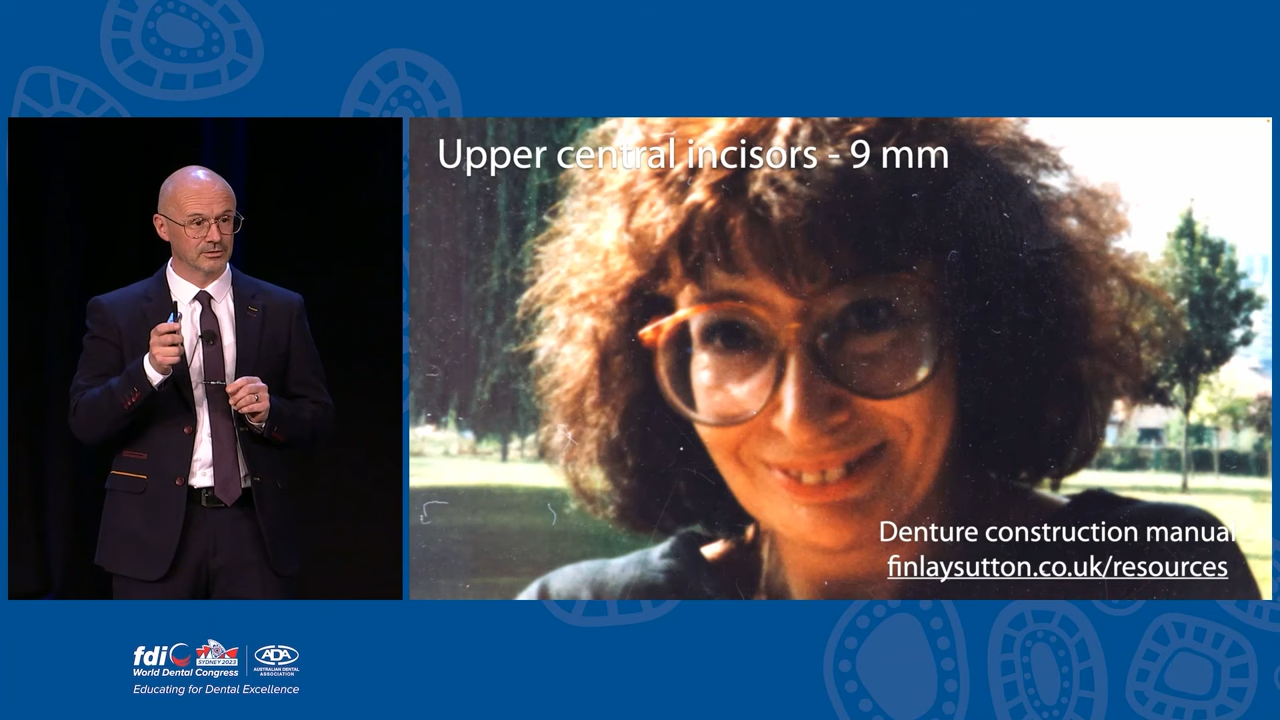 Upper central incisors - 9 mm
Denture construction manual
finlaysutton.co.uk/resources
fdi
SYDNEY 2023
World Dental Congress
ADA
AUSTRALIAN DENTAL
ASSOCIATION
Educating for Dental Excellence